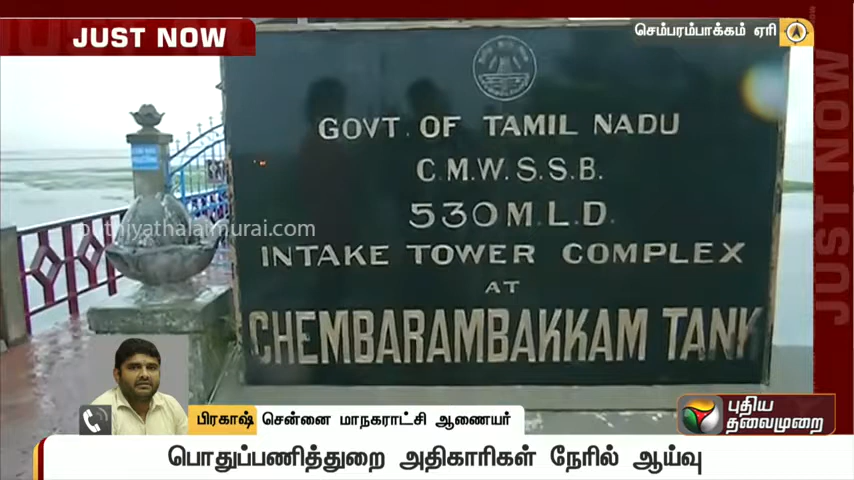 JUST NOW
செம்பரம்பாக்கம் ஏரி
GOVT. OF TAMIL NADU
C.M.W.S.S.B.
530 M.L.D.
INTAKE TOWER COMPLEX
AT
CHEMBARAMBAKKAM TANK
puthiyathalaimurai.com
JUST NOW
பிரகாஷ் சென்னை மாநகராட்சி ஆணையர்
புதிய
தலைமுறை
பொதுப்பணித்துறை அதிகாரிகள் நேரில் ஆய்வு